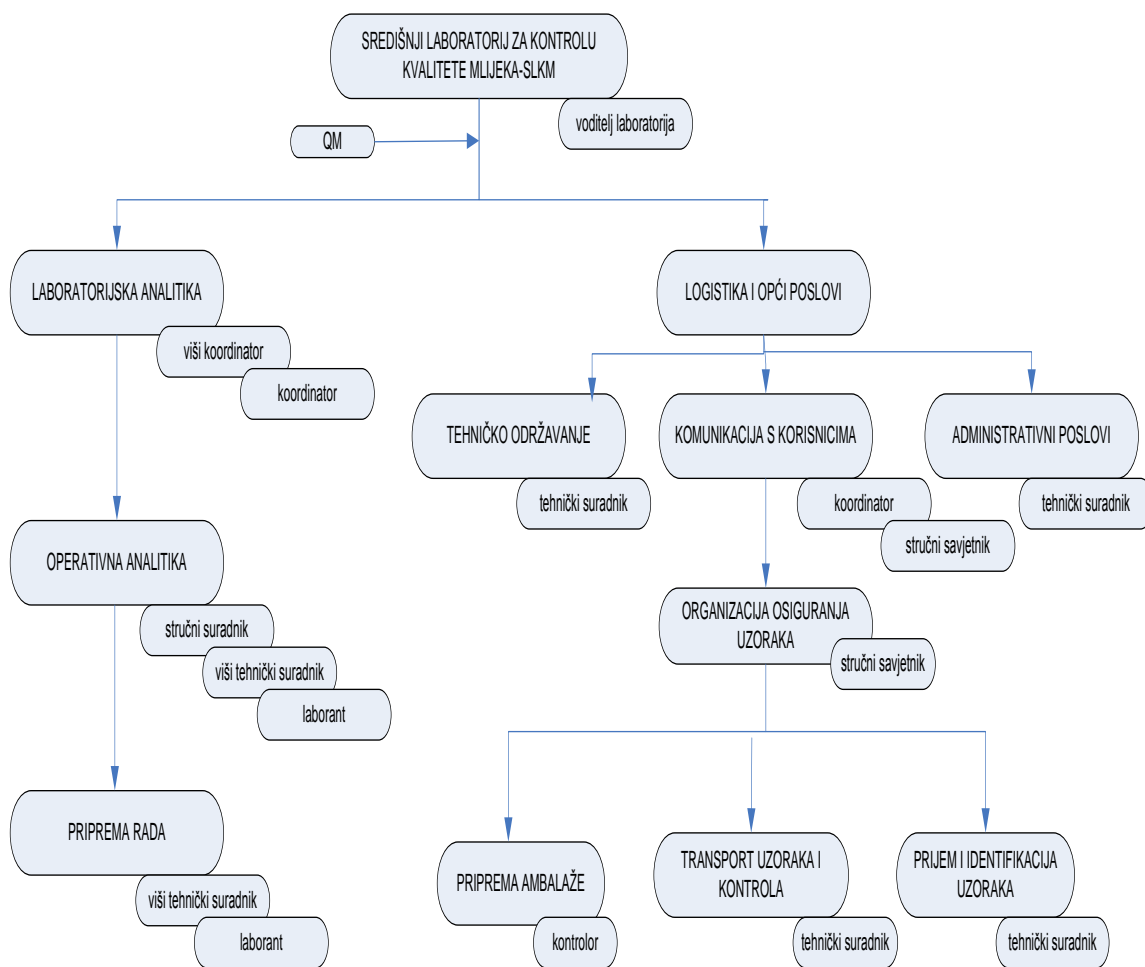 SREDIŠNJI LABORATORIJ ZA KONTROLU
KVALITETE MLIJEKA-SLKM
voditelj laboratorija
QM
LABORATORIJSKA ANALITIKA
viši koordinator
koordinator
LOGISTIKA I OPĆI POSLOVI
TEHNIČKO ODRŽAVANJE
tehnički suradnik
KOMUNIKACIJA S KORISNICIMA
koordinator
stručni savjetnik
ADMINISTRATIVNI POSLOVI
tehnički suradnik
OPERATIVNA ANALITIKA
stručni suradnik
viši tehnički suradnik
laborant
ORGANIZACIJA OSIGURANJA
UZORAKA
stručni savjetnik
PRIPREMA RADA
viši tehnički suradnik
laborant
PRIPREMA AMBALAŽE
kontrolor
TRANSPORT UZORAKA I
KONTROLA
tehnički suradnik
PRIJEM I IDENTIFIKACIJA
UZORAKA
tehnički suradnik